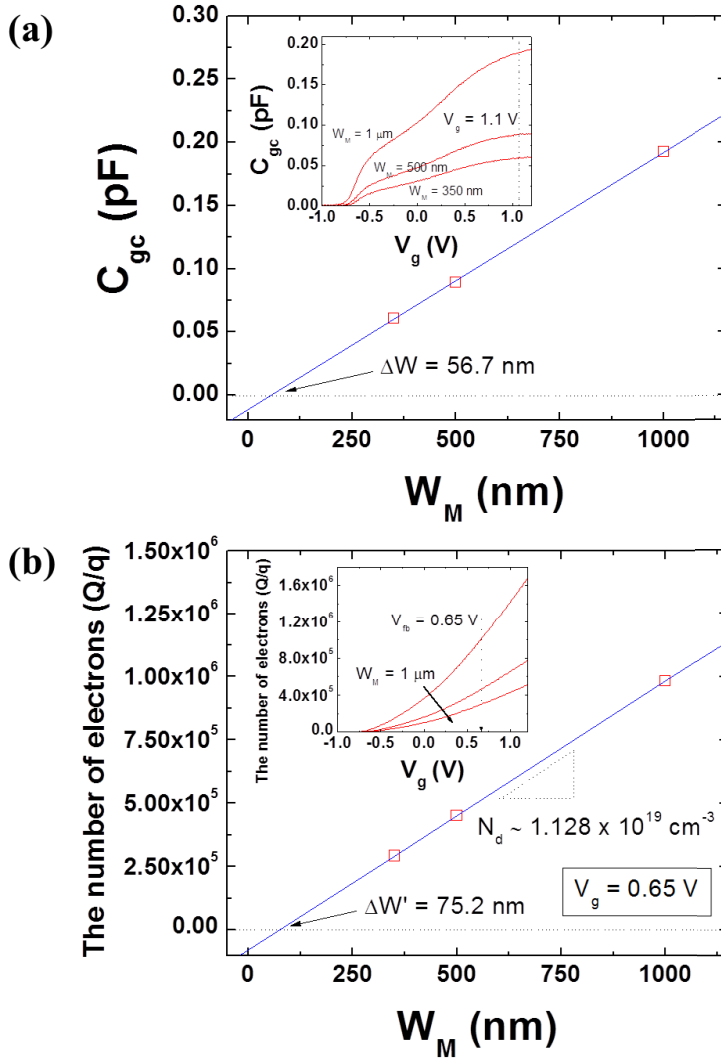 (a)
0.30
0.25
0.20
0.15
0.10
0.05
0.00
C_gc (pF)
0.20
0.15
0.10
0.05
0.00
C_gc (pF)
W_M = 1 μm
V_g = 1.1 V
W_M = 500 nm
W_M = 350 nm
-1.0 -0.5 0.0 0.5 1.0
V_g (V)
ΔW = 56.7 nm
0 250 500 750 1000
W_M (nm)
(b)
1.50x10^6
1.25x10^6
1.00x10^6
7.50x10^5
5.00x10^5
2.50x10^5
0.00
The number of electrons (Q/q)
1.6x10^6
1.2x10^6
8.0x10^5
4.0x10^5
0.0
The number of electrons (Q/q)
V_fb = 0.65 V
W_M = 1 μm
-1.0 -0.5 0.0 0.5 1.0
V_g (V)
N_d ~ 1.128 x 10^19 cm^-3
V_g = 0.65 V
ΔW' = 75.2 nm
0 250 500 750 1000
W_M (nm)